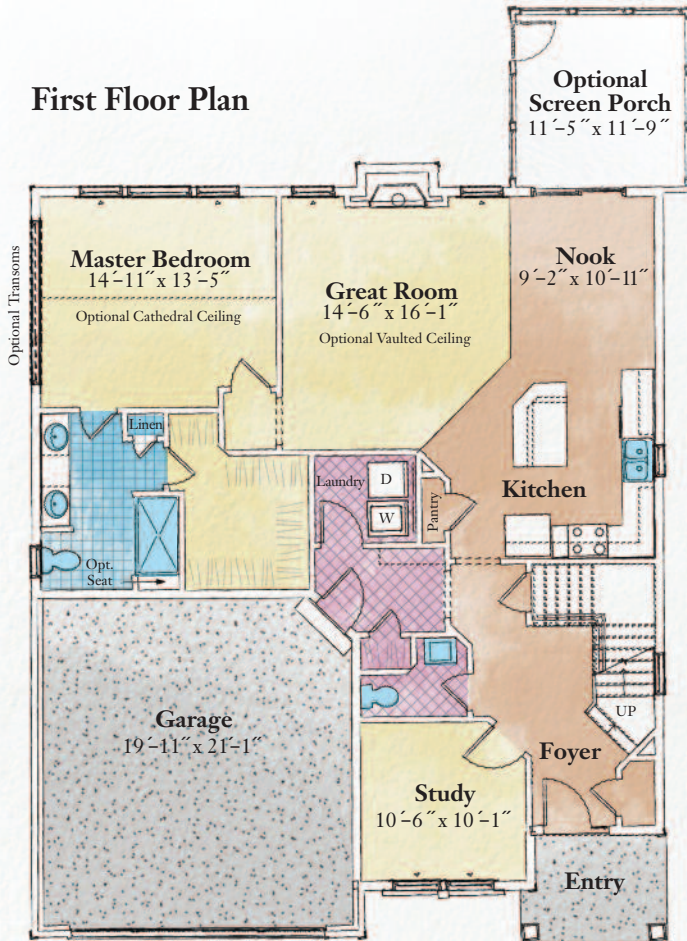 First Floor Plan
Optional
Screen Porch
11´-5˝ x 11´-9˝
Optional Transoms
Master Bedroom
14´-11˝ x 13´-5˝
Optional Cathedral Ceiling
Great Room
14´-6˝ x 16´-1˝
Optional Vaulted Ceiling
Nook
9´-2˝ x 10´-11˝
Linen
Laundry
D
W
Pantry
Kitchen
Opt.
Seat
Garage
19´-11˝ x 21´-1˝
UP
Foyer
Study
10´-6˝ x 10´-1˝
Entry